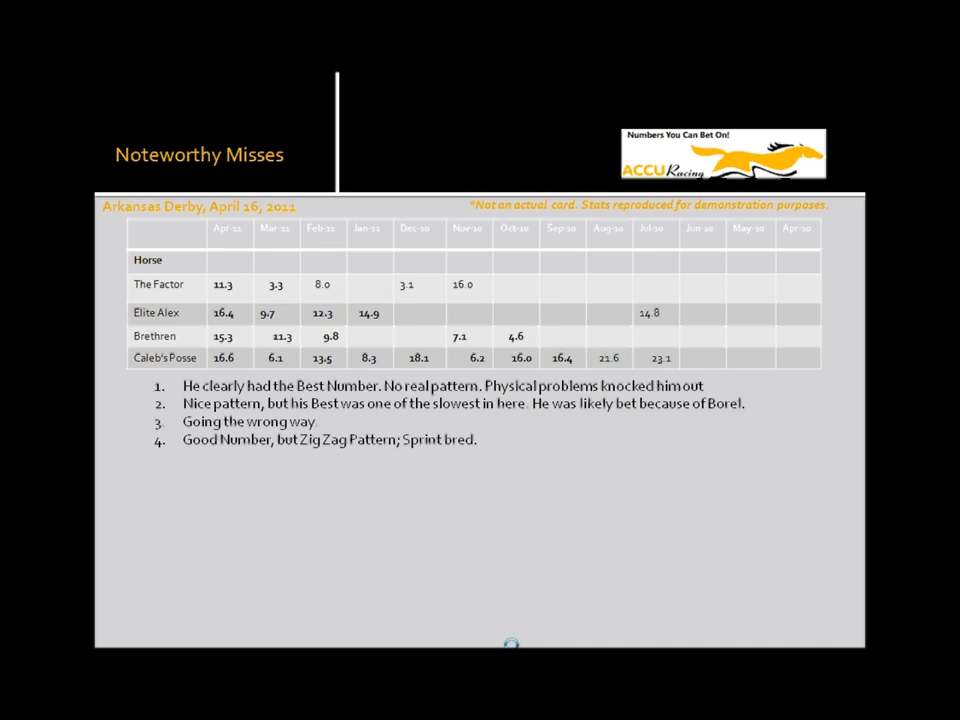 Noteworthy Misses
Numbers You Can Bet On!
ACCU Racing
Arkansas Derby, April 16, 2011 *Not an actual card. Stats reproduced for demonstration purposes.
Apr-11 Mar-11 Feb-11 Jan-11 Dec-10 Nov-10 Oct-10 Sep-10 Aug-10 Jul-10 Jun-10 May-10 Apr-10
Horse
The Factor 11.3 3.3 8.0 3.1 16.0
Elite Alex 16.4 9.7 12.3 14.9 14.8
Brethren 15.3 11.3 9.8 7.1 4.6
Caleb's Posse 16.6 6.1 13.5 8.3 18.1 6.2 16.0 16.4 21.6 23.1
1. He clearly had the Best Number. No real pattern. Physical problems knocked him out
2. Nice pattern, but his Best was one of the slowest in here. He was likely bet because of Borel.
3. Going the wrong way.
4. Good Number, but Zig Zag Pattern; Sprint bred.